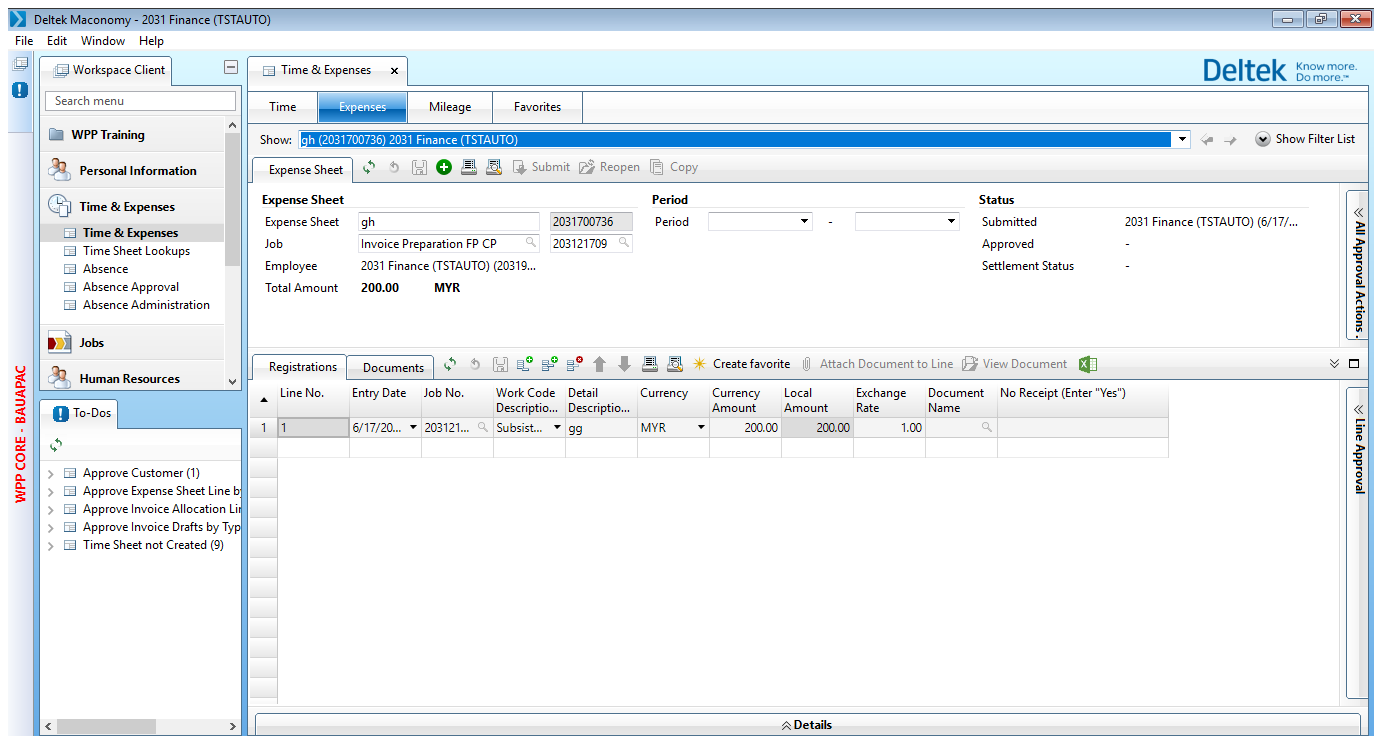 Deltek Maconomy - 2031 Finance (TSTAUTO)
File Edit Window Help
Workspace Client
Time & Expenses x
Deltek Know more. Do more.™
Search menu
Time Expenses Mileage Favorites
WPP Training
Show: gh (2031700736) 2031 Finance (TSTAUTO) Show Filter List
Personal Information
Expense Sheet Submit Reopen Copy
Time & Expenses
Time & Expenses
Time Sheet Lookups
Absence
Absence Approval
Absence Administration
Jobs
Human Resources
Expense Sheet Period Status
Expense Sheet gh 2031700736 Period - Submitted 2031 Finance (TSTAUTO) (6/17/...
Job Invoice Preparation FP CP 203121709 Approved -
Employee 2031 Finance (TSTAUTO) (20319... Settlement Status -
Total Amount 200.00 MYR
All Approval Actions
Registrations Documents Create favorite Attach Document to Line View Document
Line No. Entry Date Job No. Work Code Descriptio... Detail Descriptio... Currency Currency Amount Local Amount Exchange Rate Document Name No Receipt (Enter "Yes")
1 1 6/17/20... 203121... Subsist... gg MYR 200.00 200.00 1.00
Line Approval
WPP CORE - BAUAPAC
To-Dos
Approve Customer (1)
Approve Expense Sheet Line by
Approve Invoice Allocation Lin
Approve Invoice Drafts by Typ
Time Sheet not Created (9)
Details